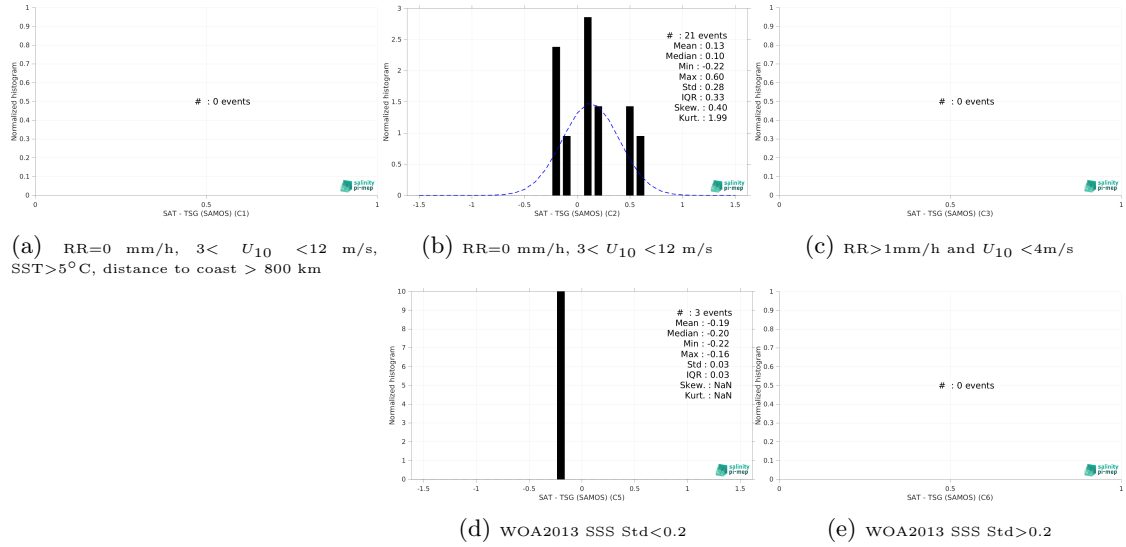 1
0.9
0.8
0.7
0.6
0.5
0.4
0.3
0.2
0.1
0
Normalized histogram
# : 0 events
salinity
pi-mep
0 0.5 1
SAT - TSG (SAMOS) (C1)
3
2.5
2
1.5
1
0.5
0
Normalized histogram
# : 21 events
Mean : 0.13
Median : 0.10
Min : -0.22
Max : 0.60
Std : 0.28
IQR : 0.33
Skew. : 0.40
Kurt. : 1.99
salinity
pi-mep
-1.5 -1 -0.5 0 0.5 1 1.5
SAT - TSG (SAMOS) (C2)
1
0.9
0.8
0.7
0.6
0.5
0.4
0.3
0.2
0.1
0
Normalized histogram
# : 0 events
salinity
pi-mep
0 0.5 1
SAT - TSG (SAMOS) (C3)
(a) RR=0 mm/h, 3< U10 <12 m/s,
SST>5°C, distance to coast > 800 km
(b) RR=0 mm/h, 3< U10 <12 m/s
(c) RR>1mm/h and U10 <4m/s
10
9
8
7
6
5
4
3
2
1
0
Normalized histogram
# : 3 events
Mean : -0.19
Median : -0.20
Min : -0.22
Max : -0.16
Std : 0.03
IQR : 0.03
Skew. : NaN
Kurt. : NaN
salinity
pi-mep
-1.5 -1 -0.5 0 0.5 1 1.5
SAT - TSG (SAMOS) (C5)
1
0.9
0.8
0.7
0.6
0.5
0.4
0.3
0.2
0.1
0
Normalized histogram
# : 0 events
salinity
pi-mep
0 0.5 1
SAT - TSG (SAMOS) (C6)
(d) WOA2013 SSS Std<0.2
(e) WOA2013 SSS Std>0.2